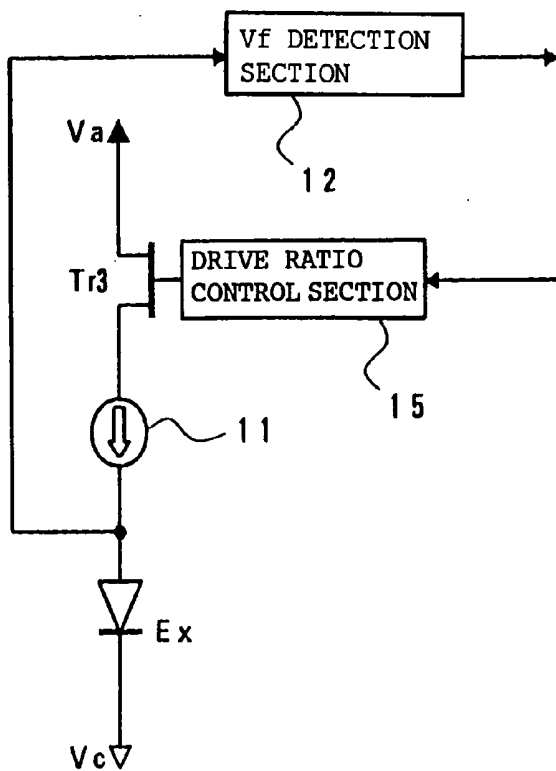 Vf DETECTION
SECTION
12
Va
Tr3
DRIVE RATIO
CONTROL SECTION
15
11
Ex
Vc